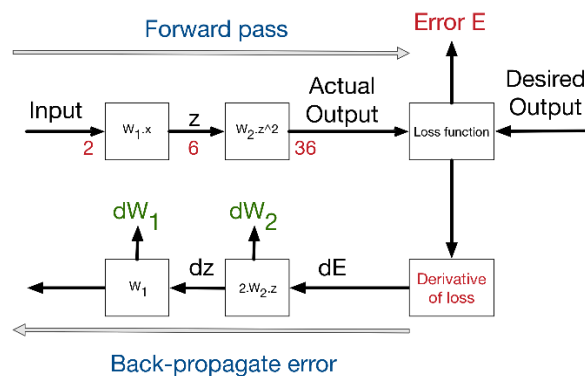 Forward pass
Error E
Input
z
Actual
Output
Desired
Output
W₁.x
W₂.z^2
Loss function
2
6
36
dW₁
dW₂
W₁
dz
2.W₂.z
dE
Derivative
of loss
Back-propagate error